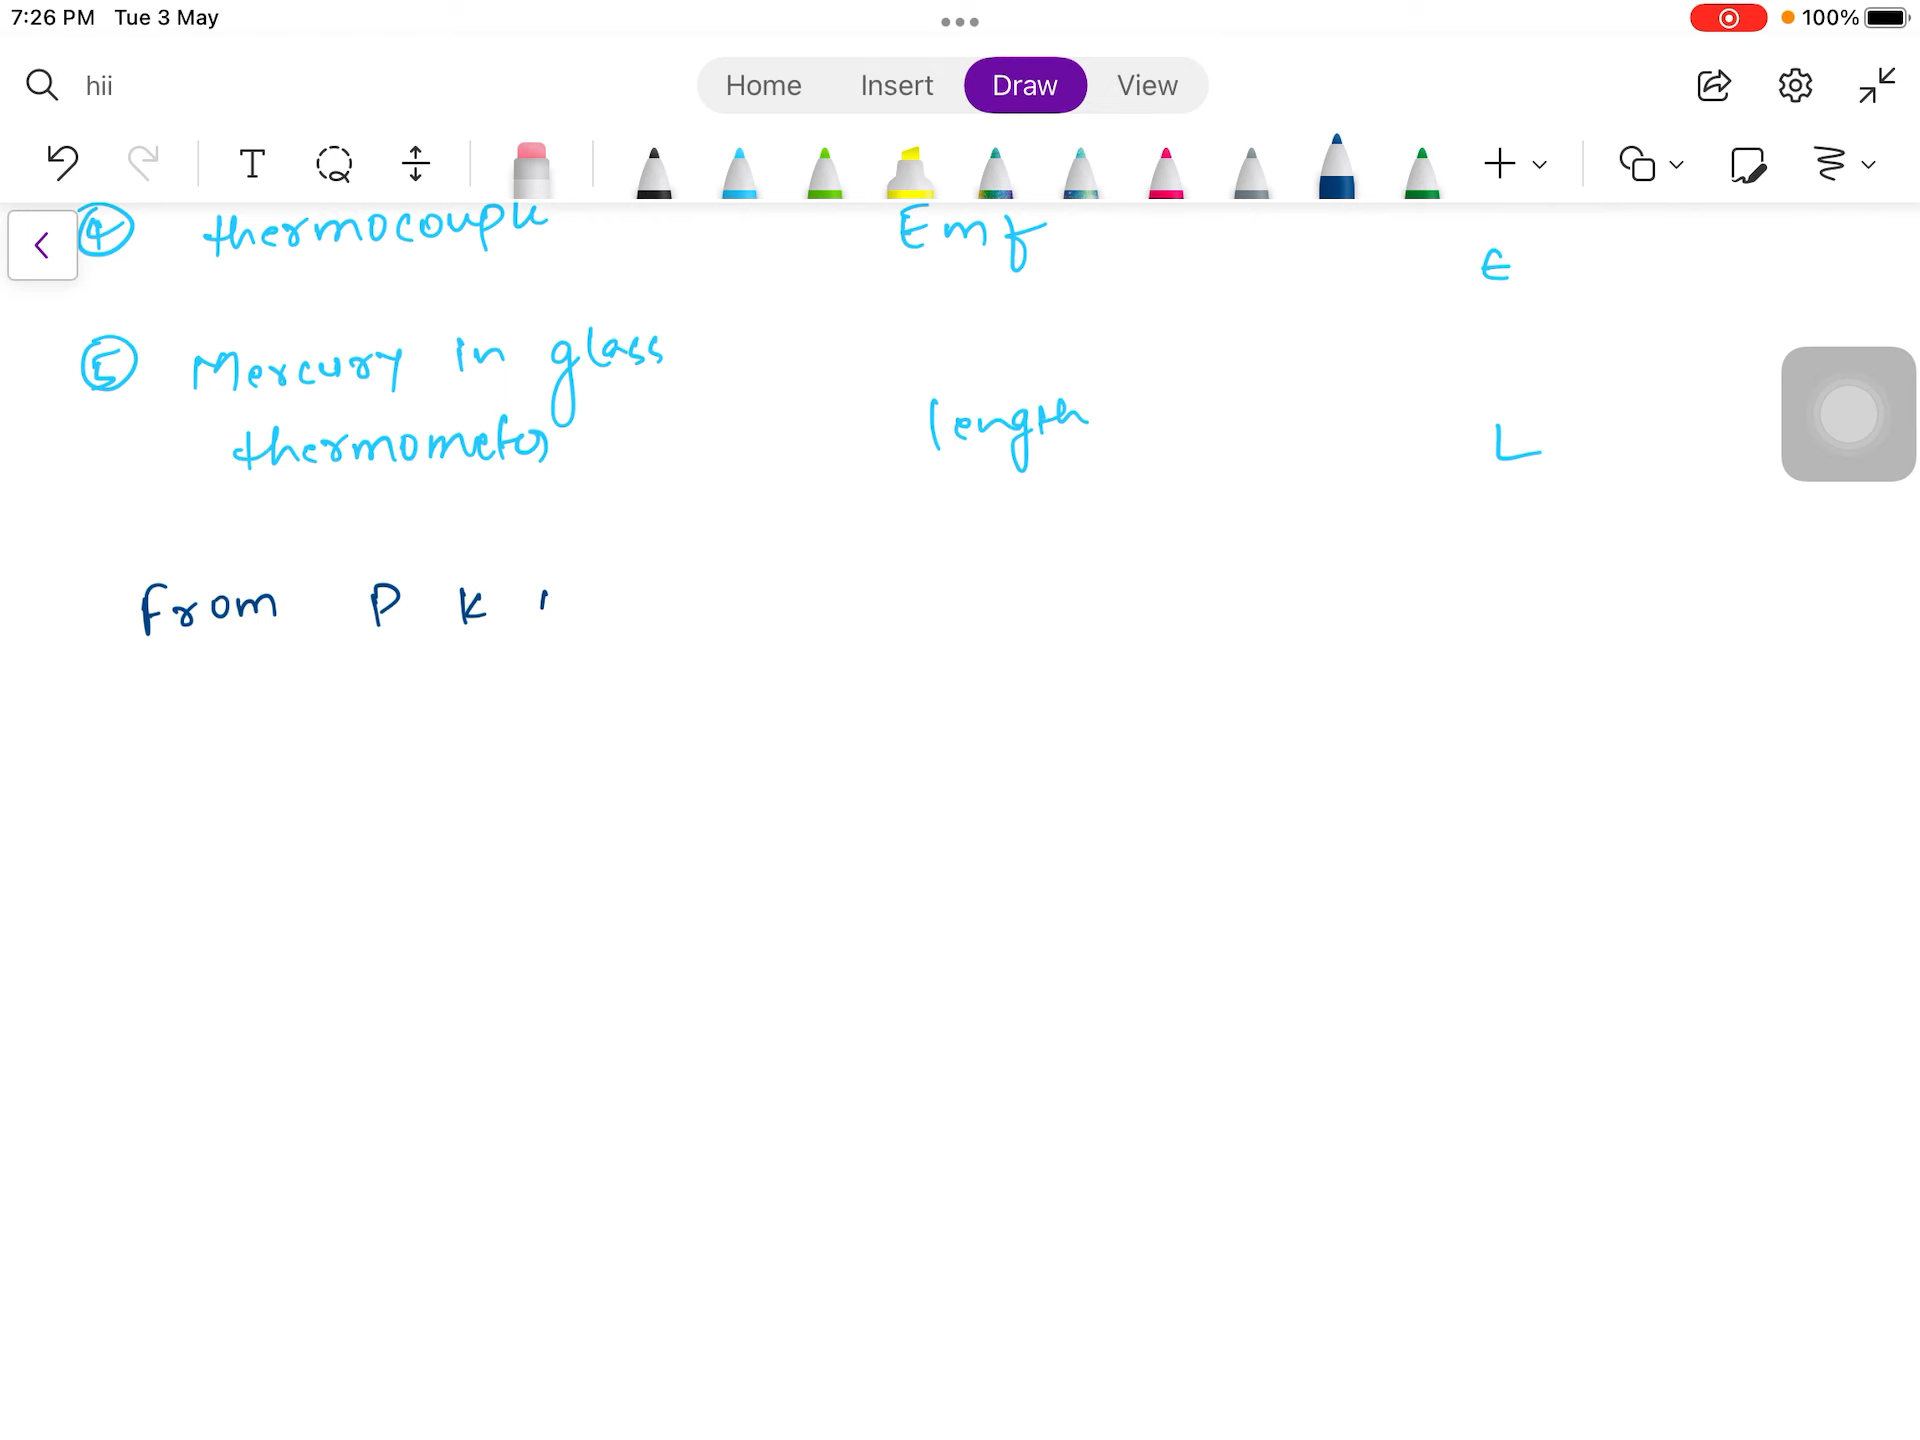 7:26 PM Tue 3 May
100%
hii
Home Insert Draw View
T
④ thermocouple Emf E
⑤ Mercury in glass
thermometer length L
From P K